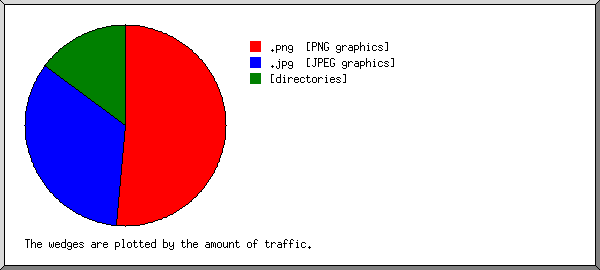 .png  [PNG graphics]
.jpg  [JPEG graphics]
[directories]
The wedges are plotted by the amount of traffic.